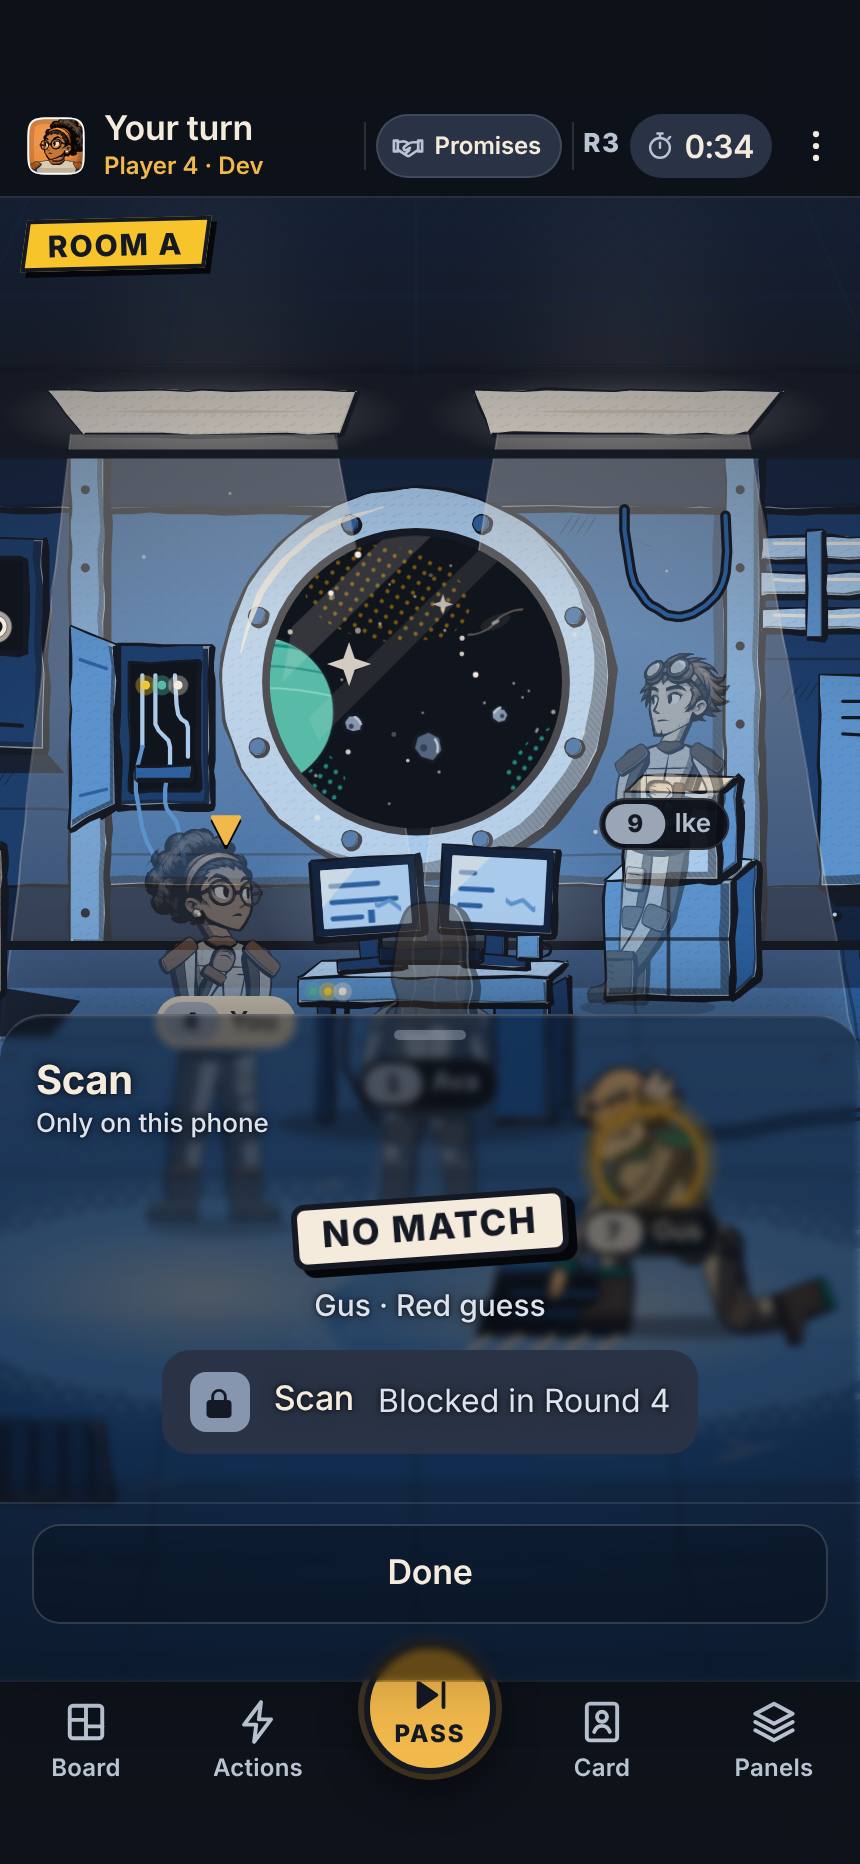 Your turn
Player 4 · Dev
Promises
R3
0:34
ROOM A
9 Ike
Scan
Only on this phone
NO MATCH
Gus · Red guess
Scan Blocked in Round 4
Done
PASS
Board
Actions
Card
Panels